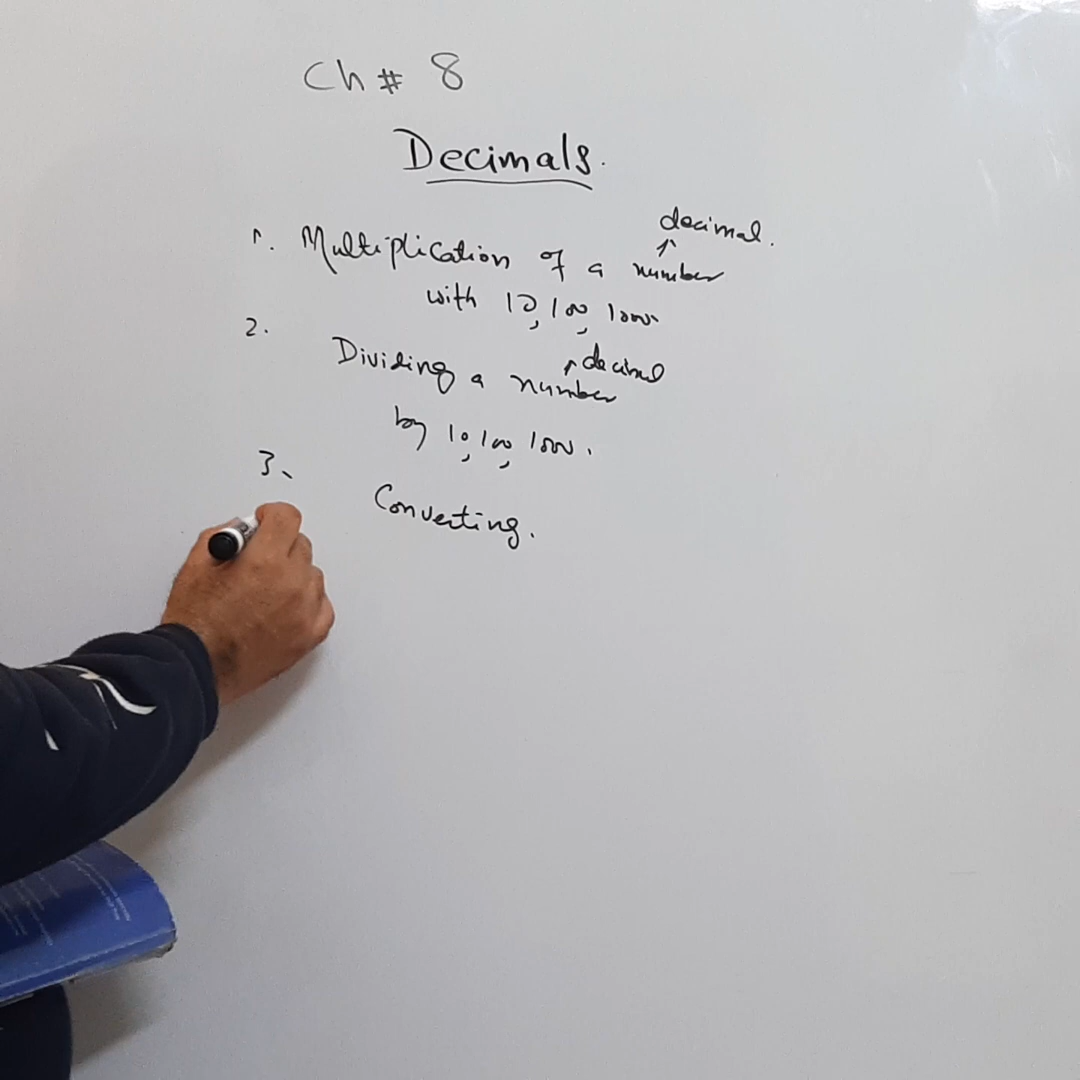 Ch # 8
Decimals.
decimal.
1. Multiplication of a number
with 10, 100, 1000.
2.
decimal
Dividing a number
by 10, 100, 1000.
3.
Converting.